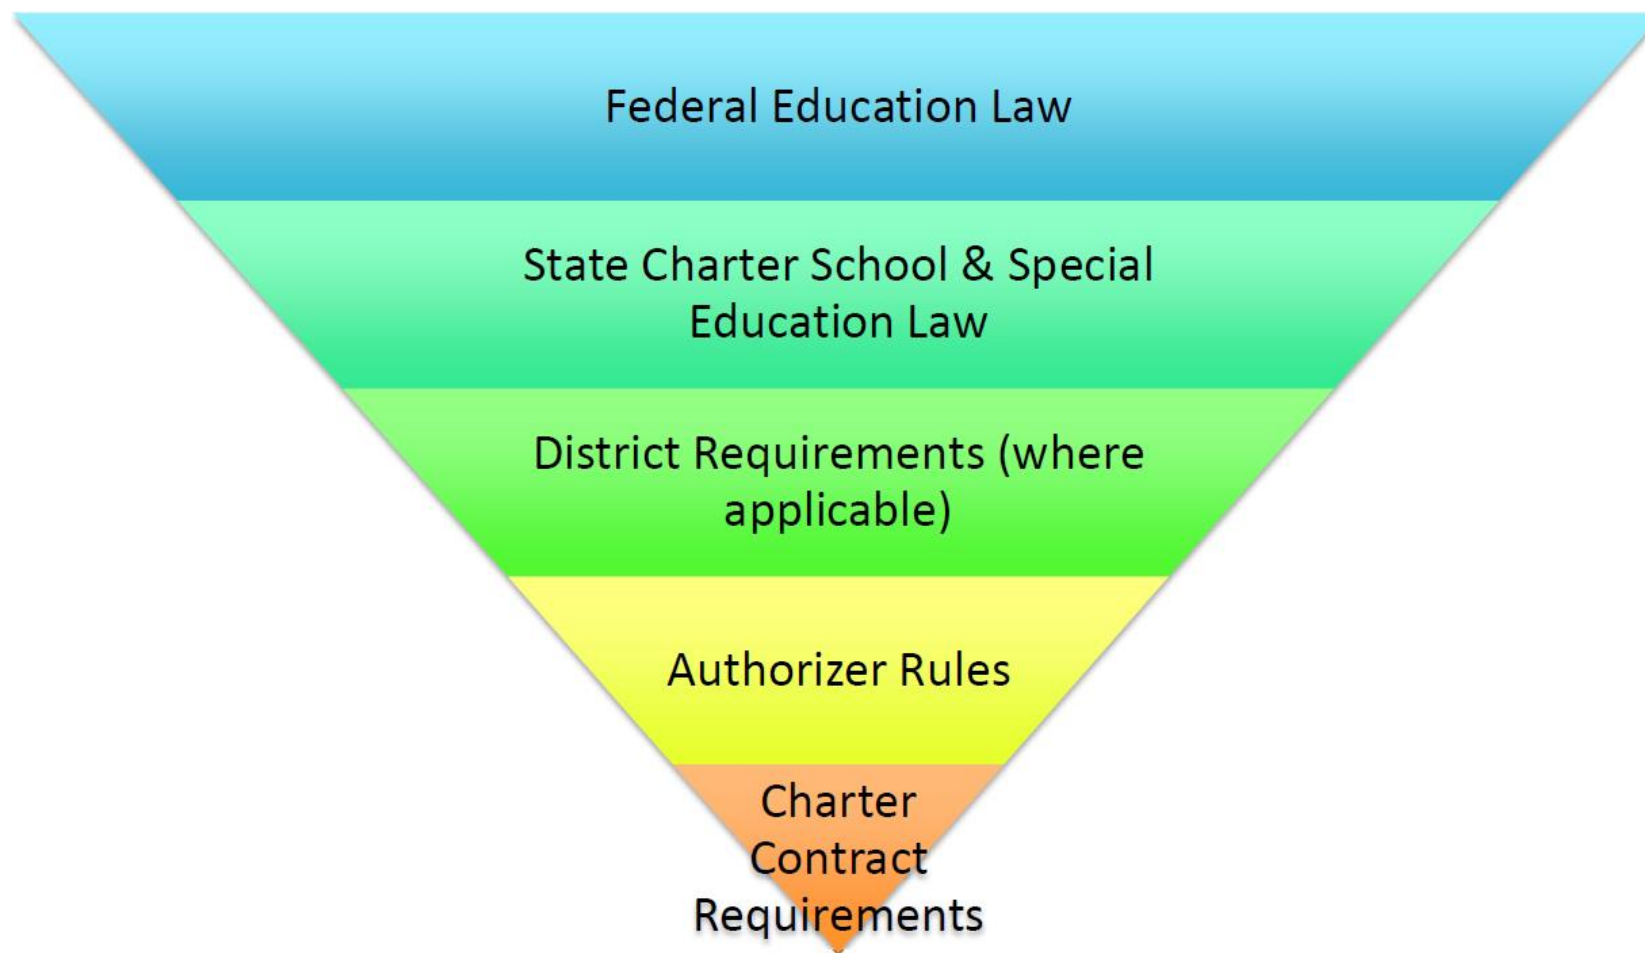 Federal Education Law
State Charter School & Special
Education Law
District Requirements (where
applicable)
Authorizer Rules
Charter
Contract
Requirements